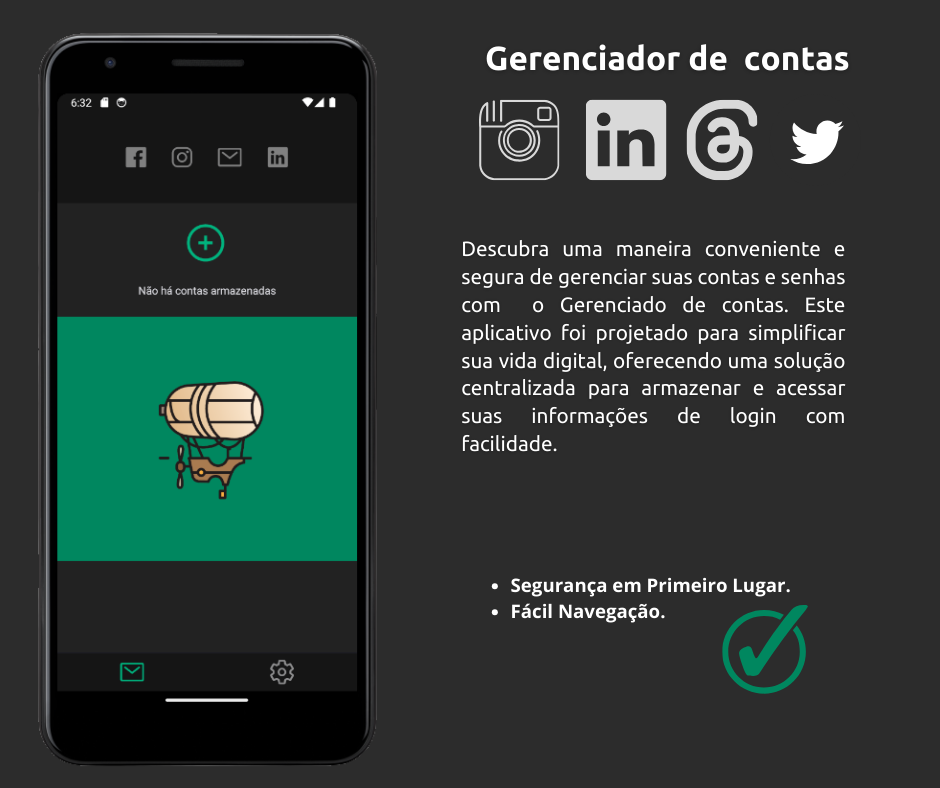 6:32
Não há contas armazenadas
Gerenciador de contas
Descubra uma maneira conveniente e
segura de gerenciar suas contas e senhas
com o Gerenciado de contas. Este
aplicativo foi projetado para simplificar
sua vida digital, oferecendo uma solução
centralizada para armazenar e acessar
suas informações de login com
facilidade.
• Segurança em Primeiro Lugar.
• Fácil Navegação.